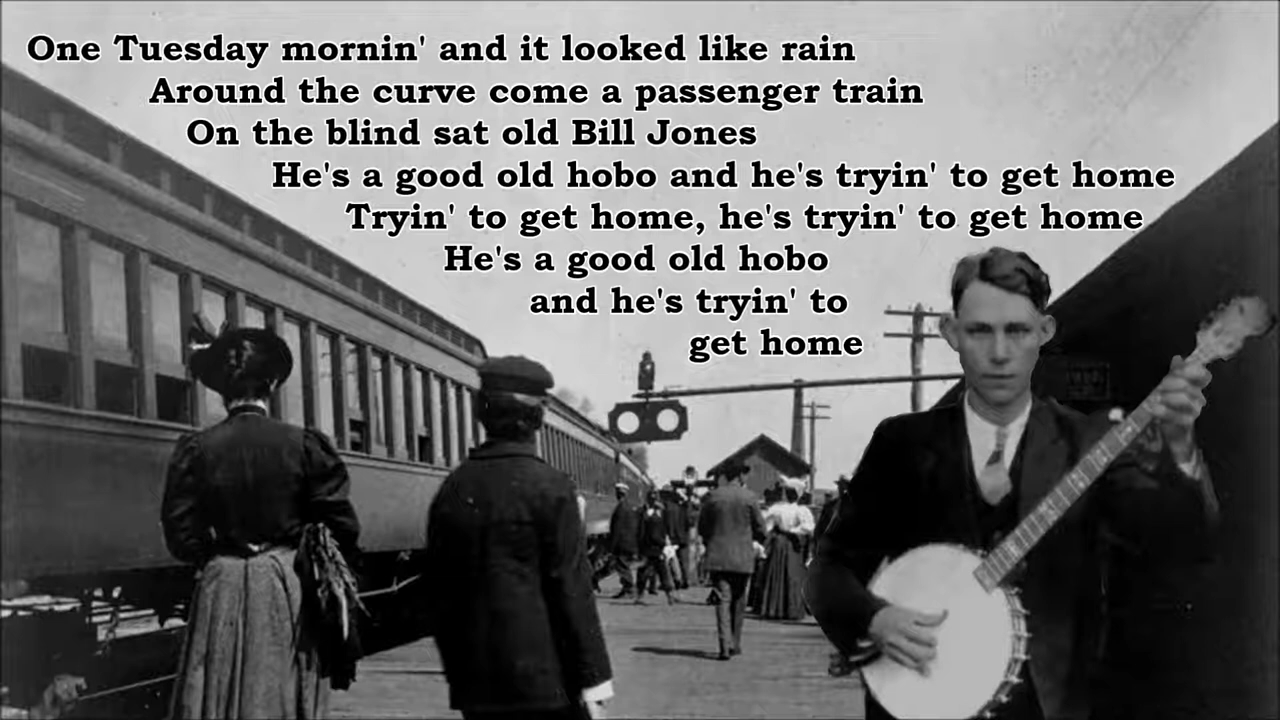 One Tuesday mornin' and it looked like rain
Around the curve come a passenger train
On the blind sat old Bill Jones
He's a good old hobo and he's tryin' to get home
Tryin' to get home, he's tryin' to get home
He's a good old hobo
and he's tryin' to
get home